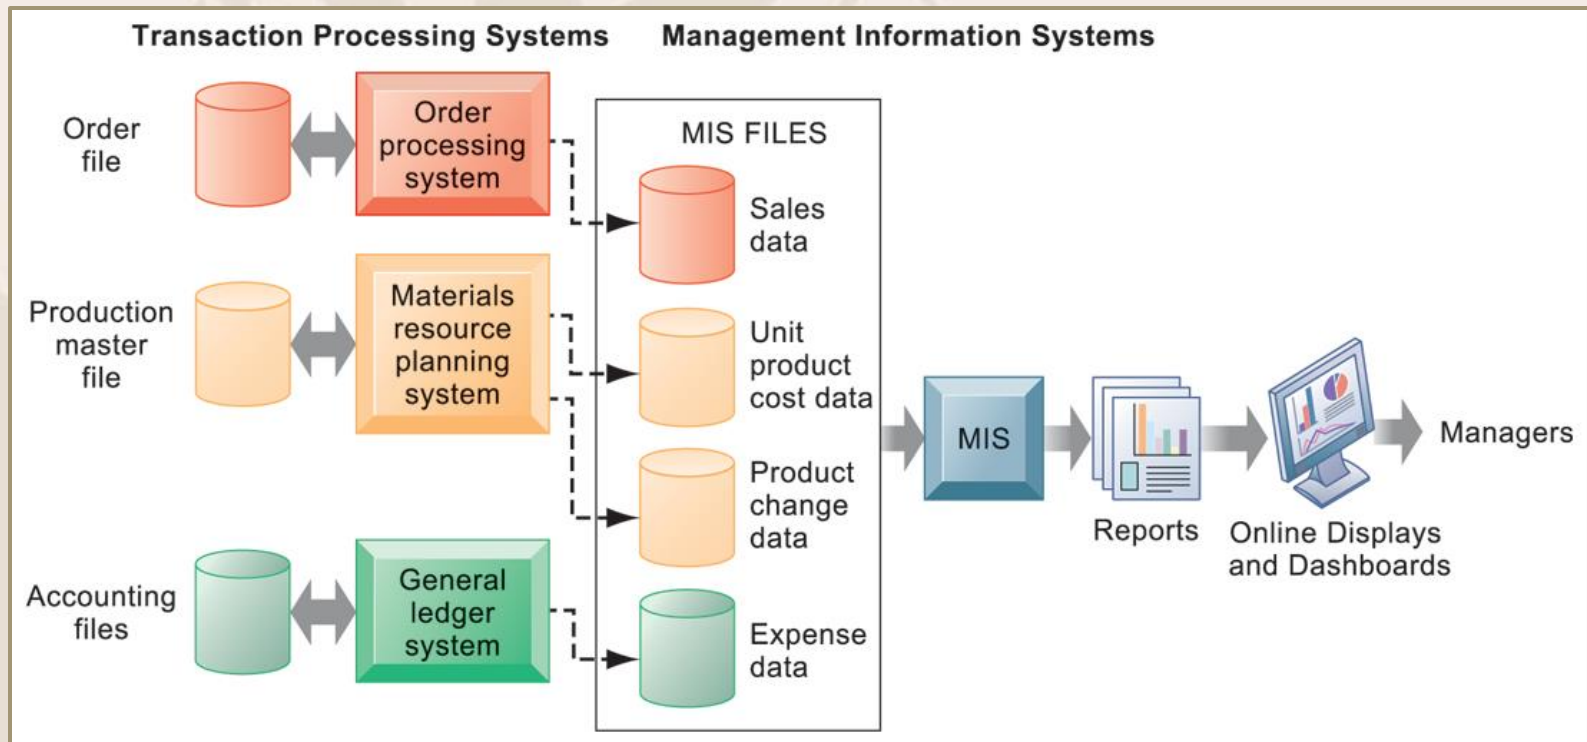 Transaction Processing Systems
Management Information Systems
Order
file
Order
processing
system
MIS FILES
Sales
data
Production
master
file
Materials
resource
planning
system
Unit
product
cost data
Product
change
data
Accounting
files
General
ledger
system
Expense
data
MIS
Reports
Online Displays
and Dashboards
Managers